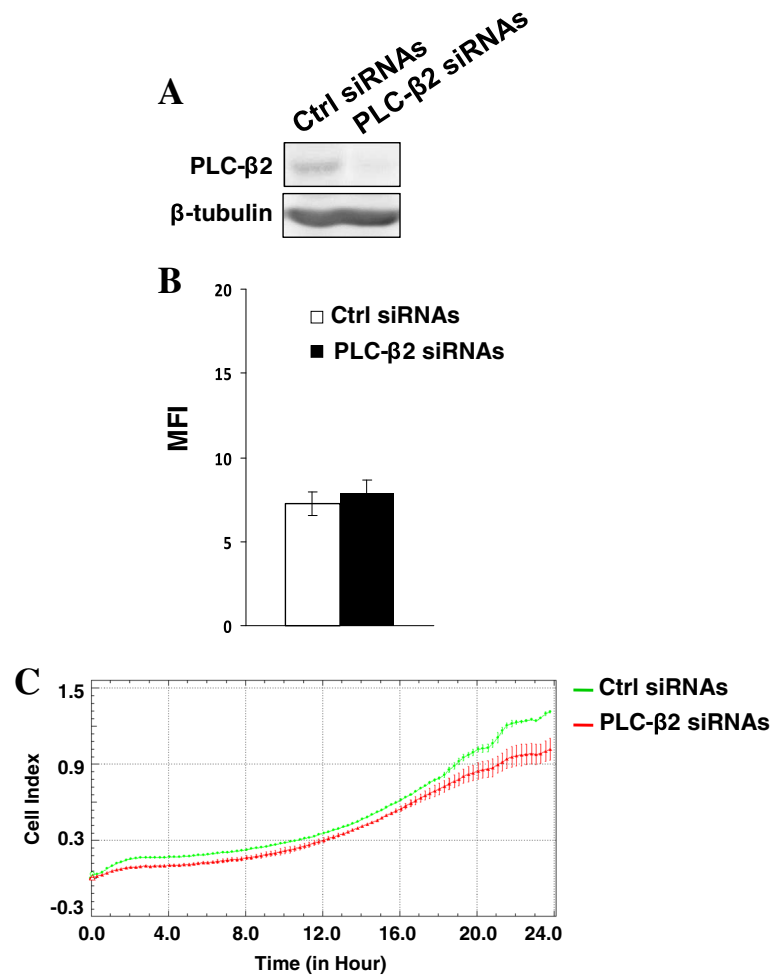 A
Ctrl siRNAs
PLC-β2 siRNAs
PLC-β2
β-tubulin
B
20
15
10
5
0
MFI
Ctrl siRNAs
PLC-β2 siRNAs
C
1.5
0.9
0.3
-0.3
Cell Index
0.0 4.0 8.0 12.0 16.0 20.0 24.0
Time (in Hour)
Ctrl siRNAs
PLC-β2 siRNAs